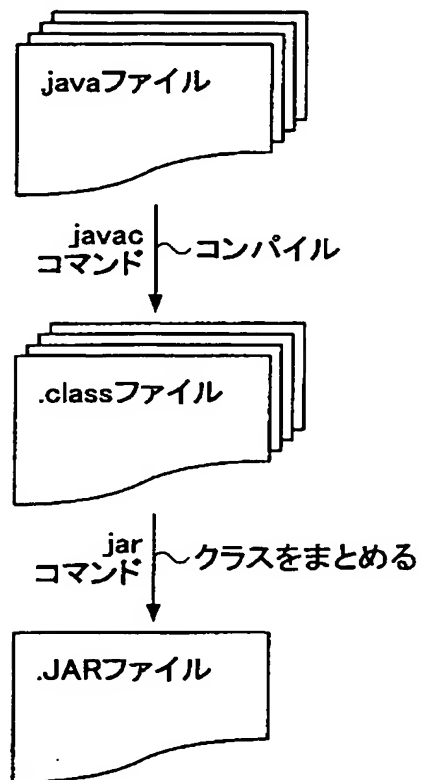 .javaファイル
javac
コマンド
コンパイル
.classファイル
jar
コマンド
クラスをまとめる
.JARファイル